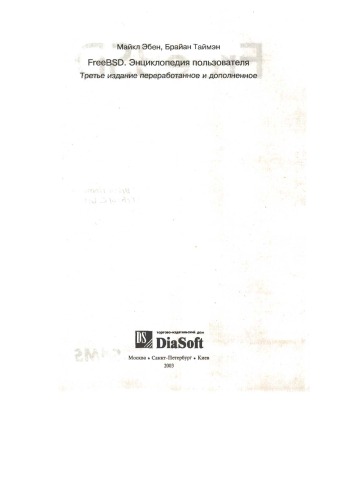 Майкл Эбен, Брайан Таймэн
FreeBSD. Энциклопедия пользователя
Третье издание переработанное и дополненное
торгово-издательский дом
DS DiaSoft
Москва • Санкт-Петербург • Киев
2003